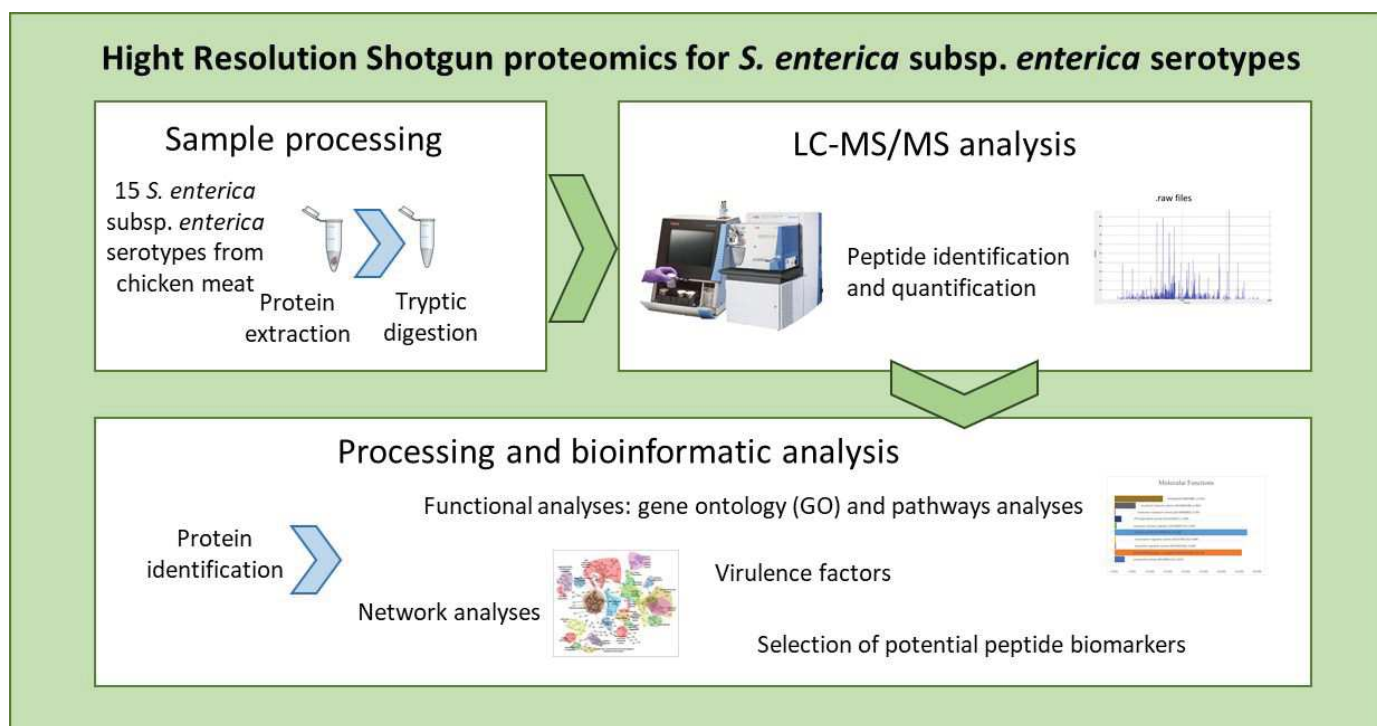 Hight Resolution Shotgun proteomics for S. enterica subsp. enterica serotypes
Sample processing
15 S. enterica
subsp. enterica
serotypes from
chicken meat
Protein
extraction
Tryptic
digestion
LC-MS/MS analysis
Peptide identification
and quantification
.raw files
Processing and bioinformatic analysis
Functional analyses: gene ontology (GO) and pathways analyses
Molecular Functions
Protein
identification
Network analyses
Virulence factors
Selection of potential peptide biomarkers